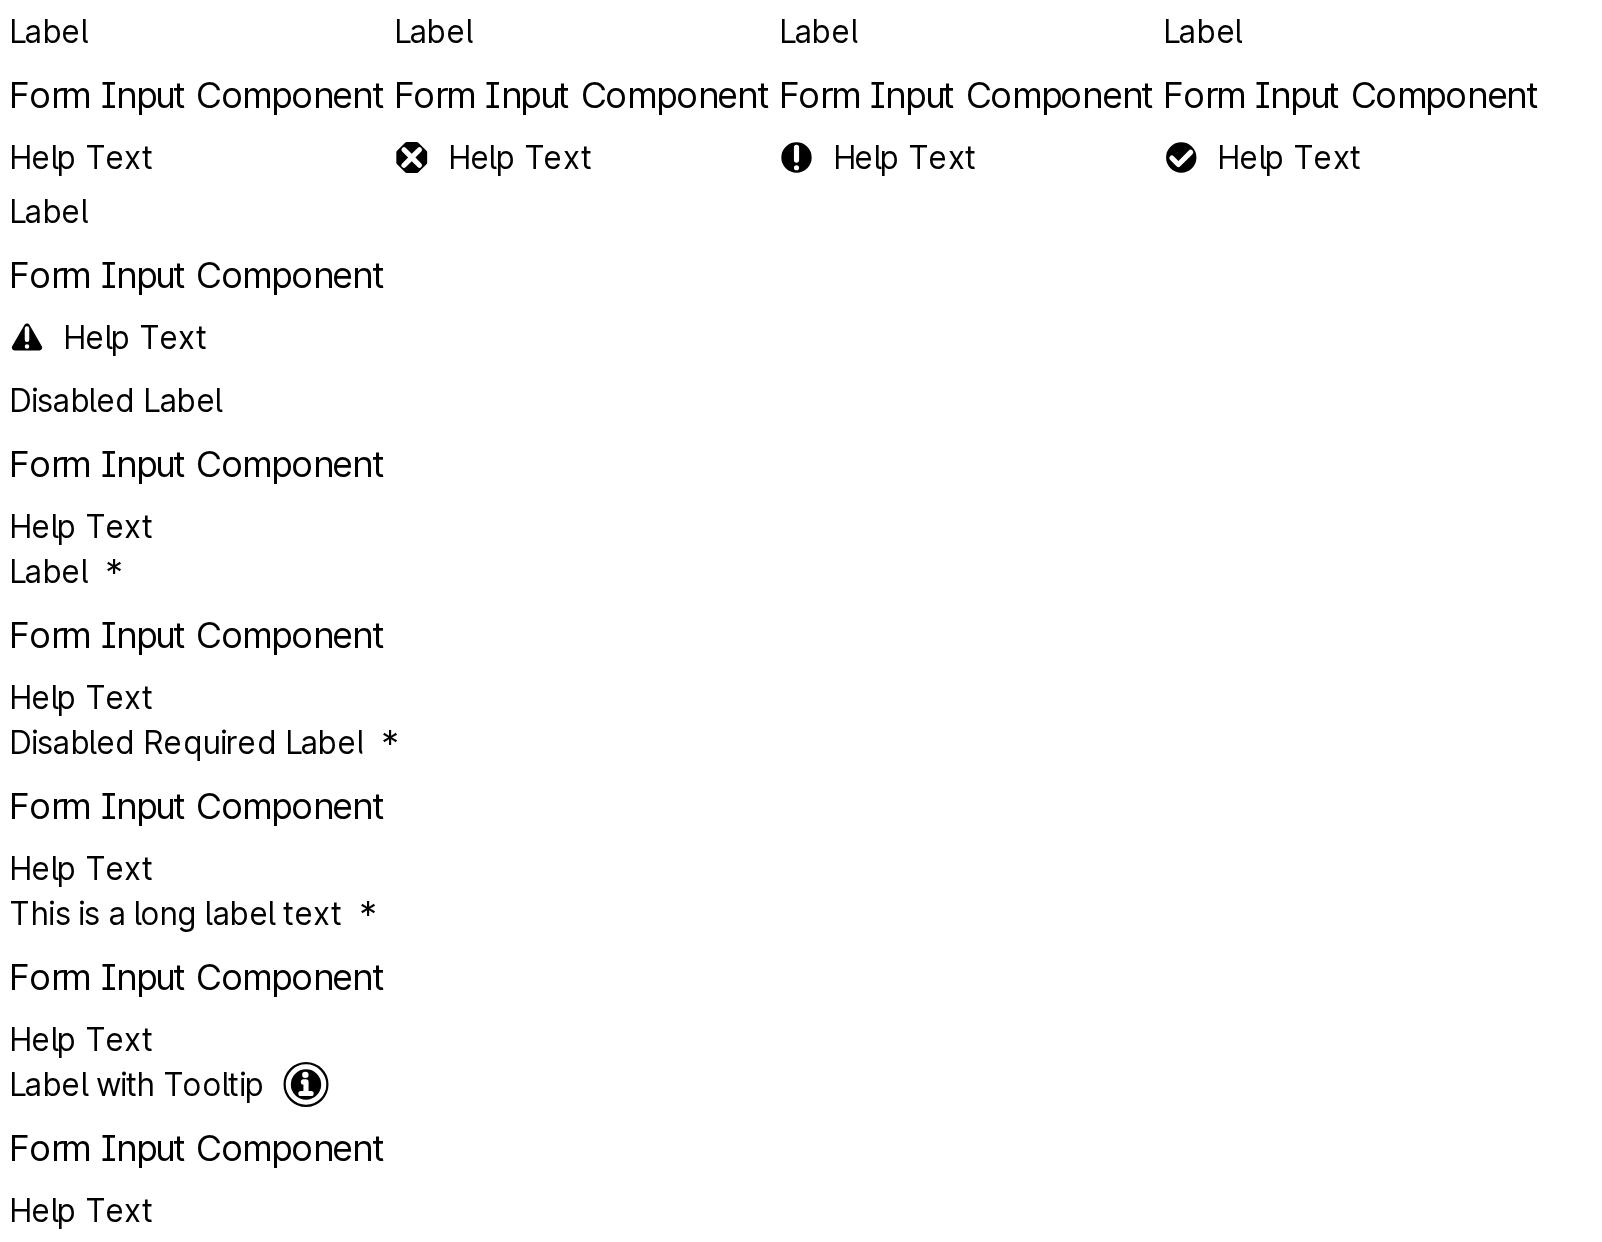 Label Label Label Label
Form Input Component Form Input Component Form Input Component Form Input Component
Help Text Help Text Help Text Help Text
Label
Form Input Component
Help Text
Disabled Label
Form Input Component
Help Text
Label *
Form Input Component
Help Text
Disabled Required Label *
Form Input Component
Help Text
This is a long label text *
Form Input Component
Help Text
Label with Tooltip
Form Input Component
Help Text